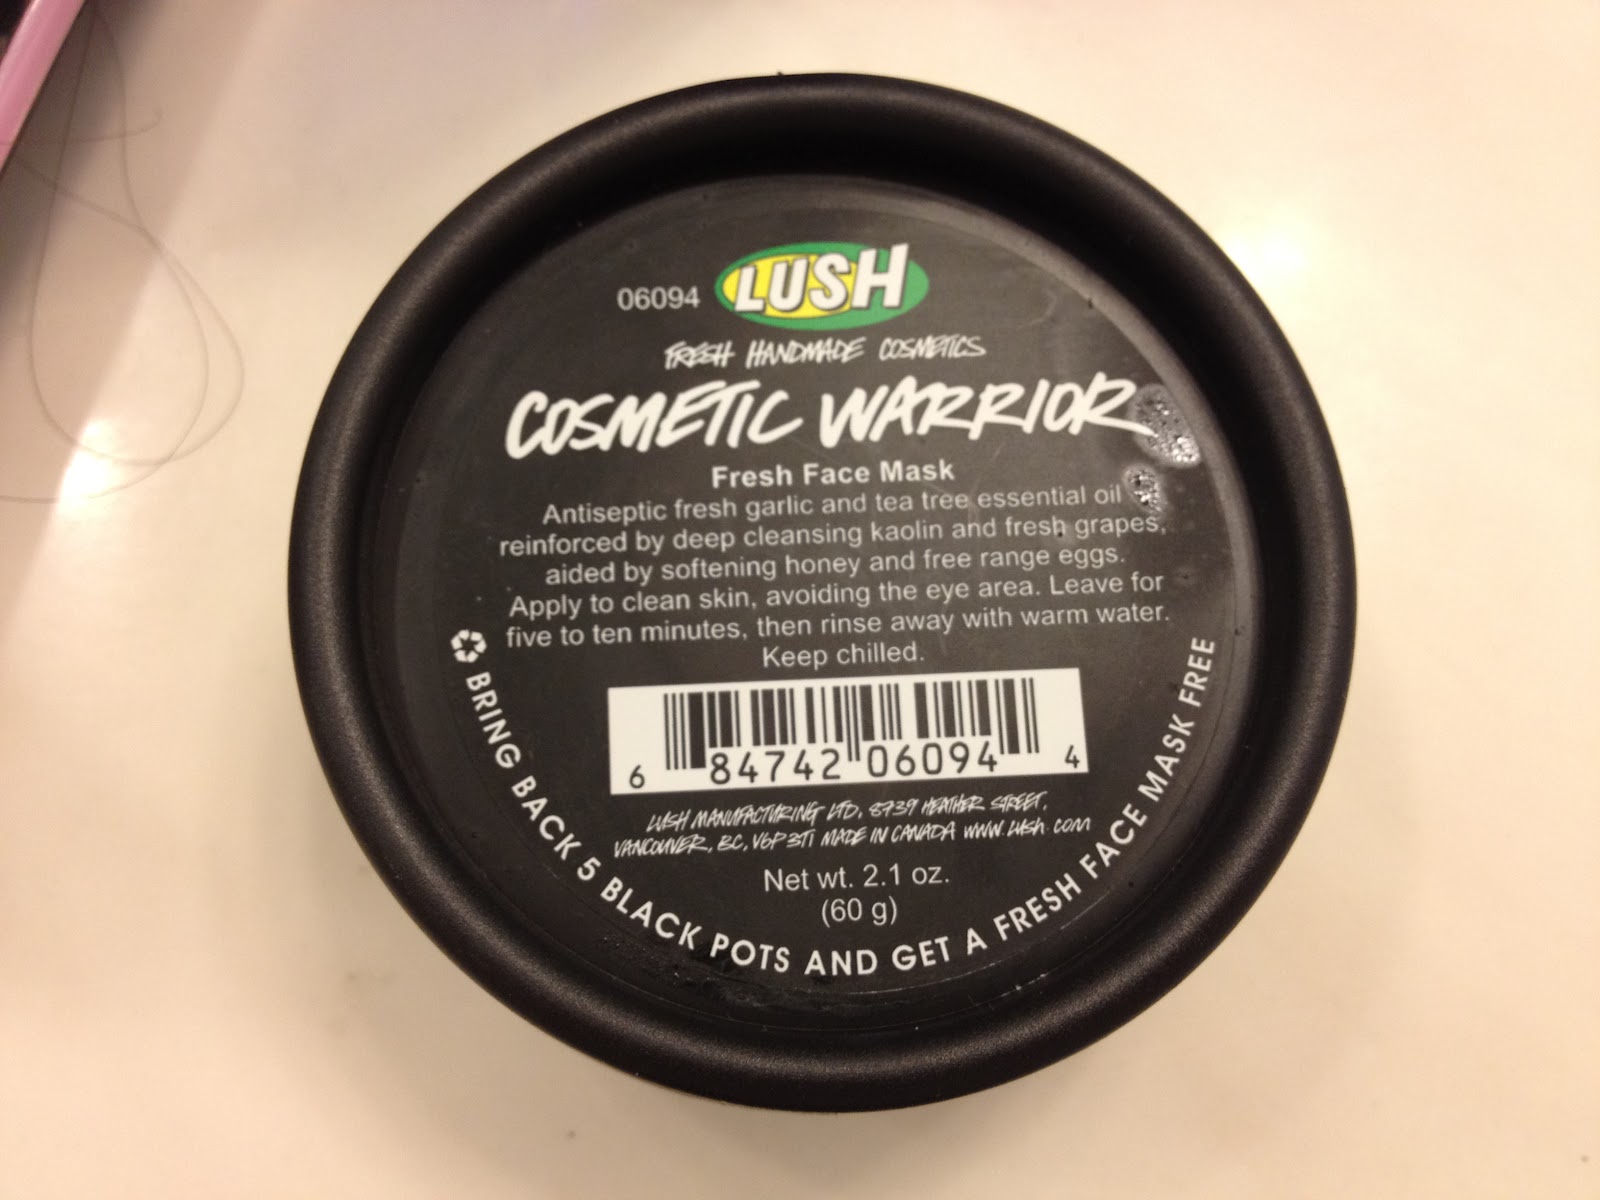 06094 LUSH
FRESH HANDMADE COSMETICS
COSMETIC WARRIOR
Fresh Face Mask
Antiseptic fresh garlic and tea tree essential oil
reinforced by deep cleansing kaolin and fresh grapes,
aided by softening honey and free range eggs.
Apply to clean skin, avoiding the eye area. Leave for
five to ten minutes, then rinse away with warm water.
Keep chilled.
6 84742 06094 4
LUSH MANUFACTURING LTD. 8739 HEATHER STREET,
VANCOUVER, BC, V6P 3T1 MADE IN CANADA WWW.LUSH.COM
Net wt. 2.1 oz.
(60 g)
BRING BACK 5 BLACK POTS AND GET A FRESH FACE MASK FREE